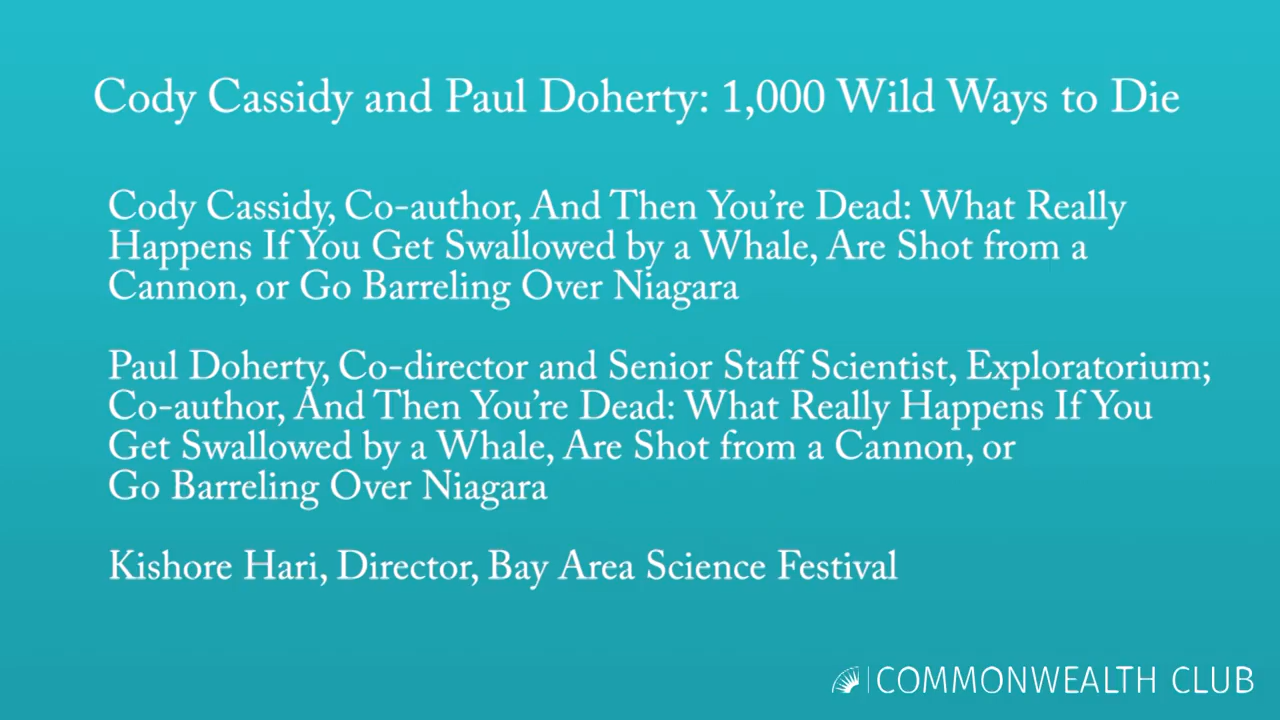 Cody Cassidy and Paul Doherty: 1,000 Wild Ways to Die
Cody Cassidy, Co-author, And Then You’re Dead: What Really
Happens If You Get Swallowed by a Whale, Are Shot from a
Cannon, or Go Barreling Over Niagara
Paul Doherty, Co-director and Senior Staff Scientist, Exploratorium;
Co-author, And Then You’re Dead: What Really Happens If You
Get Swallowed by a Whale, Are Shot from a Cannon, or
Go Barreling Over Niagara
Kishore Hari, Director, Bay Area Science Festival
COMMONWEALTH CLUB